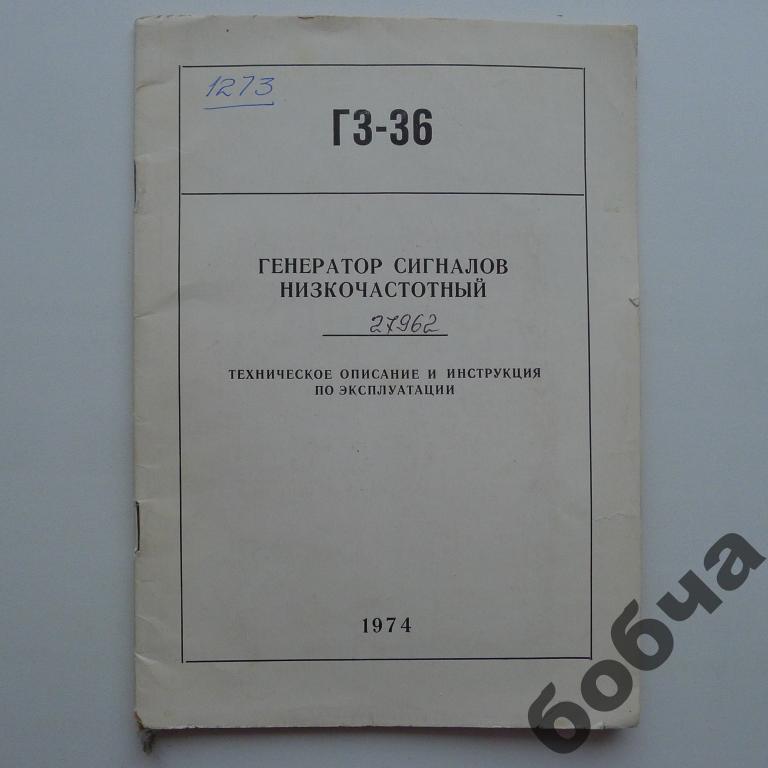 1273
Г3-36
ГЕНЕРАТОР СИГНАЛОВ
НИЗКОЧАСТОТНЫЙ
27962
ТЕХНИЧЕСКОЕ ОПИСАНИЕ И ИНСТРУКЦИЯ
ПО ЭКСПЛУАТАЦИИ
1974
бобча